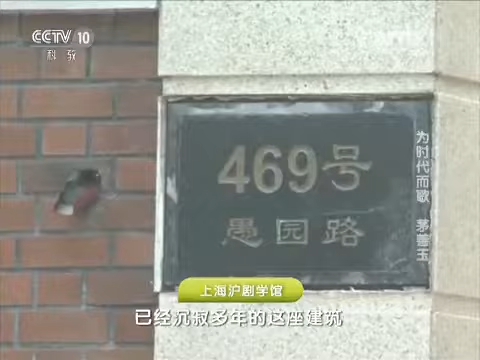 CCTV 10
科教
469号
愚园路
为时代而歌 茅善玉
上海沪剧学馆
已经沉寂多年的这座建筑